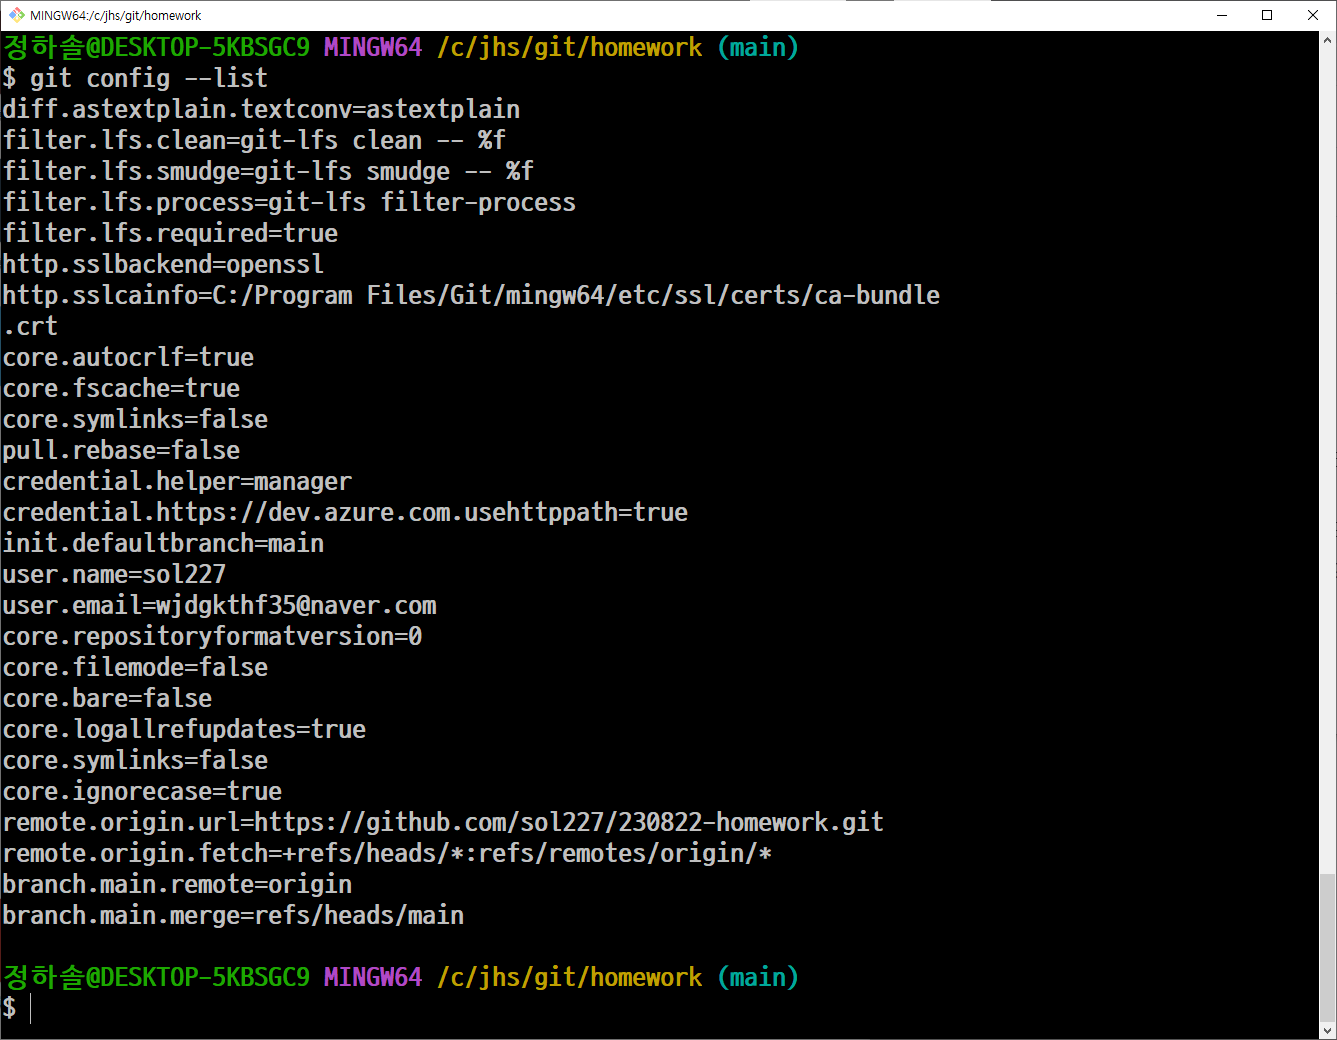 MINGW64:/c/jhs/git/homework
정하솔@DESKTOP-5KBSGC9 MINGW64 /c/jhs/git/homework (main)
$ git config --list
diff.astextplain.textconv=astextplain
filter.lfs.clean=git-lfs clean -- %f
filter.lfs.smudge=git-lfs smudge -- %f
filter.lfs.process=git-lfs filter-process
filter.lfs.required=true
http.sslbackend=openssl
http.sslcainfo=C:/Program Files/Git/mingw64/etc/ssl/certs/ca-bundle
.crt
core.autocrlf=true
core.fscache=true
core.symlinks=false
pull.rebase=false
credential.helper=manager
credential.https://dev.azure.com.usehttppath=true
init.defaultbranch=main
user.name=sol227
user.email=wjdgkthf35@naver.com
core.repositoryformatversion=0
core.filemode=false
core.bare=false
core.logallrefupdates=true
core.symlinks=false
core.ignorecase=true
remote.origin.url=https://github.com/sol227/230822-homework.git
remote.origin.fetch=+refs/heads/*:refs/remotes/origin/*
branch.main.remote=origin
branch.main.merge=refs/heads/main
정하솔@DESKTOP-5KBSGC9 MINGW64 /c/jhs/git/homework (main)
$